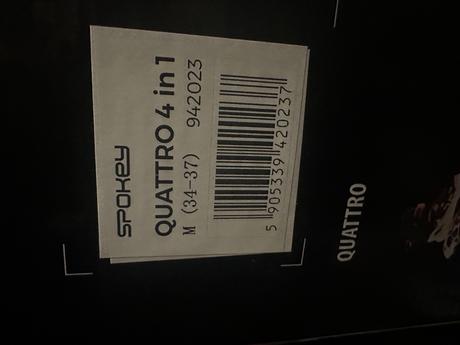 SPOKEY
QUATTRO 4 in 1
M (34-37) 942023
5 905339 420237
QUATTRO